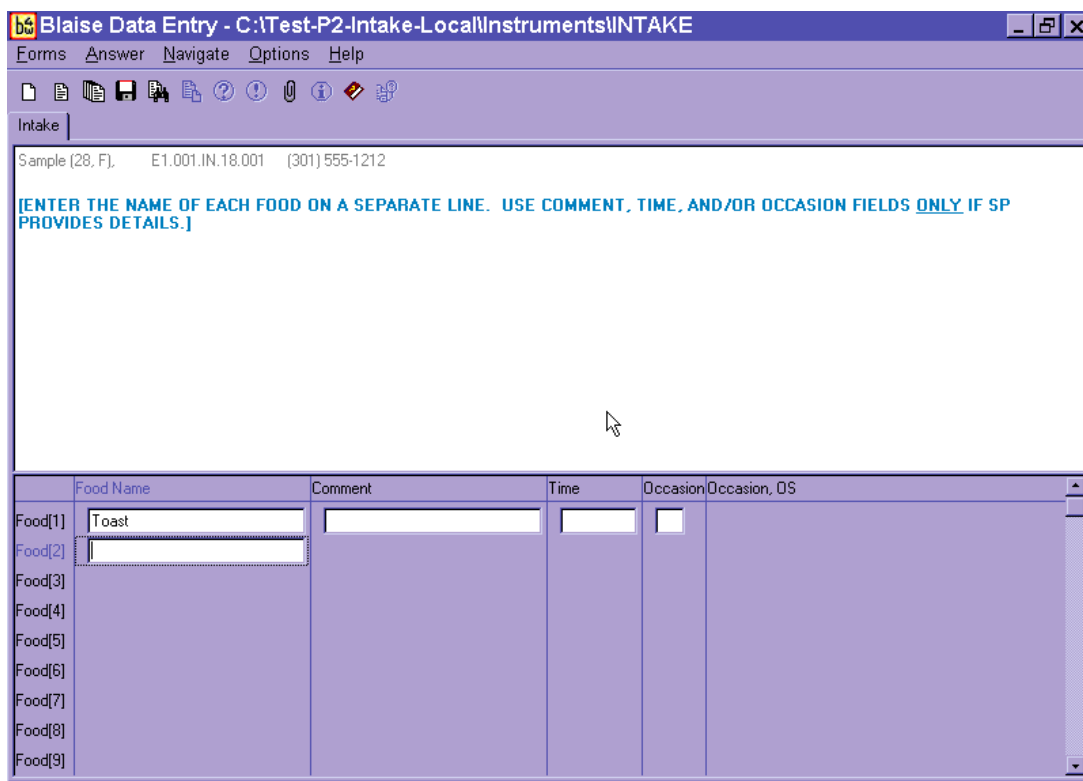 Blaise Data Entry - C:\Test-P2-Intake-Local\Instruments\INTAKE
Forms Answer Navigate Options Help
Intake
Sample (28, F), E1.001.IN.18.001 (301) 555-1212
[ENTER THE NAME OF EACH FOOD ON A SEPARATE LINE. USE COMMENT, TIME, AND/OR OCCASION FIELDS ONLY IF SP
PROVIDES DETAILS.]
Food Name Comment Time Occasion Occasion, OS
Food[1] Toast
Food[2]
Food[3]
Food[4]
Food[5]
Food[6]
Food[7]
Food[8]
Food[9]